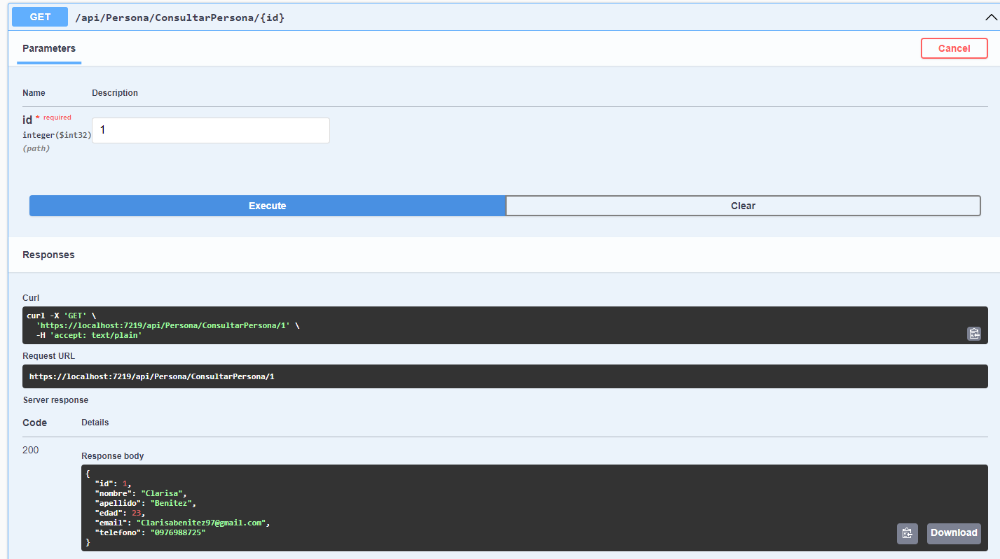 GET /api/Persona/ConsultarPersona/{id}
Parameters
Cancel
Name Description
id * required
integer($int32)
(path)
1
Execute
Clear
Responses
Curl
curl -X 'GET' \
  'https://localhost:7219/api/Persona/ConsultarPersona/1' \
  -H 'accept: text/plain'
Request URL
https://localhost:7219/api/Persona/ConsultarPersona/1
Server response
Code Details
200
Response body
{
  "id": 1,
  "nombre": "Clarisa",
  "apellido": "Benitez",
  "edad": 23,
  "email": "Clarisabenitez97@gmail.com",
  "telefono": "0976988725"
}
Download